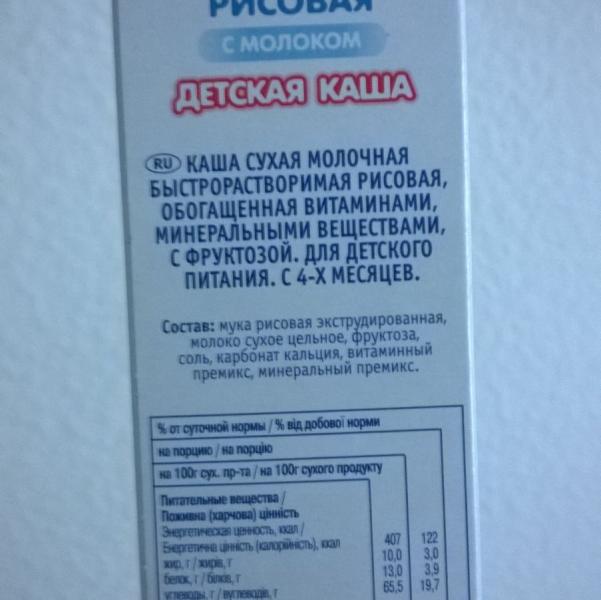 РИСОВАЯ
С МОЛОКОМ
ДЕТСКАЯ КАША
RU КАША СУХАЯ МОЛОЧНАЯ
БЫСТРОРАСТВОРИМАЯ РИСОВАЯ,
ОБОГАЩЕННАЯ ВИТАМИНАМИ,
МИНЕРАЛЬНЫМИ ВЕЩЕСТВАМИ,
С ФРУКТОЗОЙ. ДЛЯ ДЕТСКОГО
ПИТАНИЯ. С 4-Х МЕСЯЦЕВ.
Состав: мука рисовая экструдированная,
молоко сухое цельное, фруктоза,
соль, карбонат кальция, витаминный
премикс, минеральный премикс.
% от суточной нормы / % від добової норми
на порцию / на порцію
на 100г сух. пр-та / на 100г сухого продукту
Питательные вещества /
Поживна (харчова) цінність
Энергетическая ценность, ккал /
Енергетична цінність (калорійність), ккал 407 122
жир, г / жирів, г 10,0 3,0
белок, г / білків, г 13,0 3,9
углеводы, г / вуглеводів, г 65,5 19,7